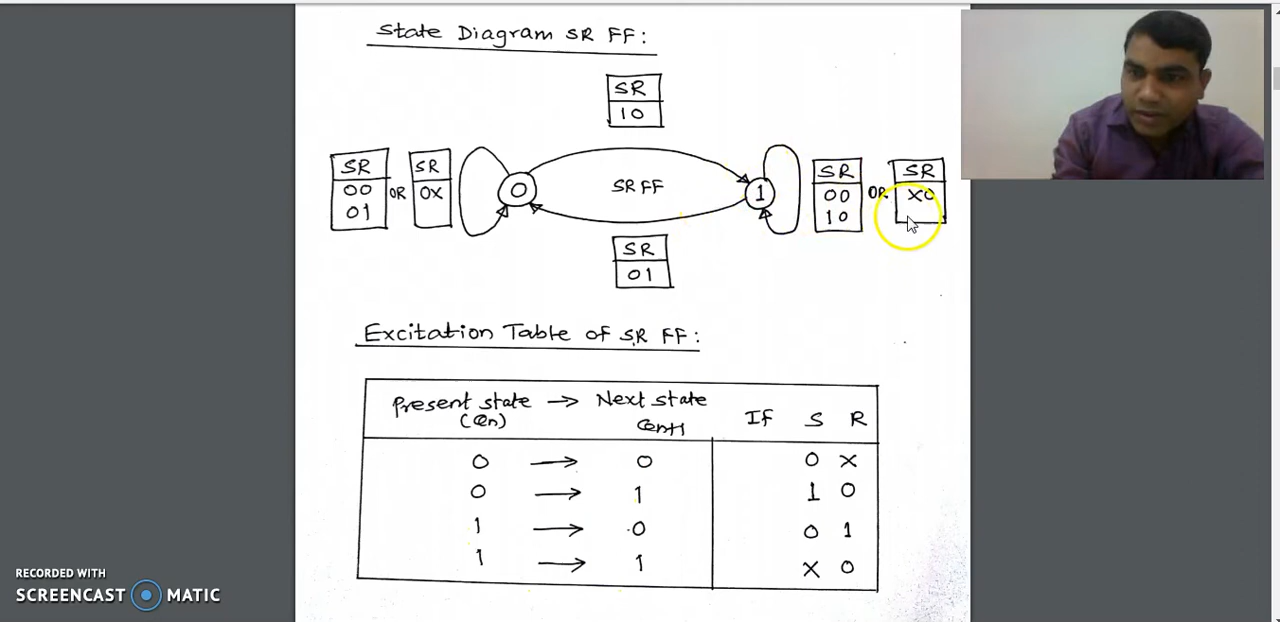 State Diagram SR FF:
SR
10
SR
00
01
OR
SR
0X
0
SR FF
1
SR
00
10
OR
SR
X0
SR
01
Excitation Table of SR FF:
Present state → Next state If S R
(Qn) Qn+1
0 → 0 0 X
0 → 1 1 0
1 → 0 0 1
1 → 1 X 0
RECORDED WITH
SCREENCAST MATIC